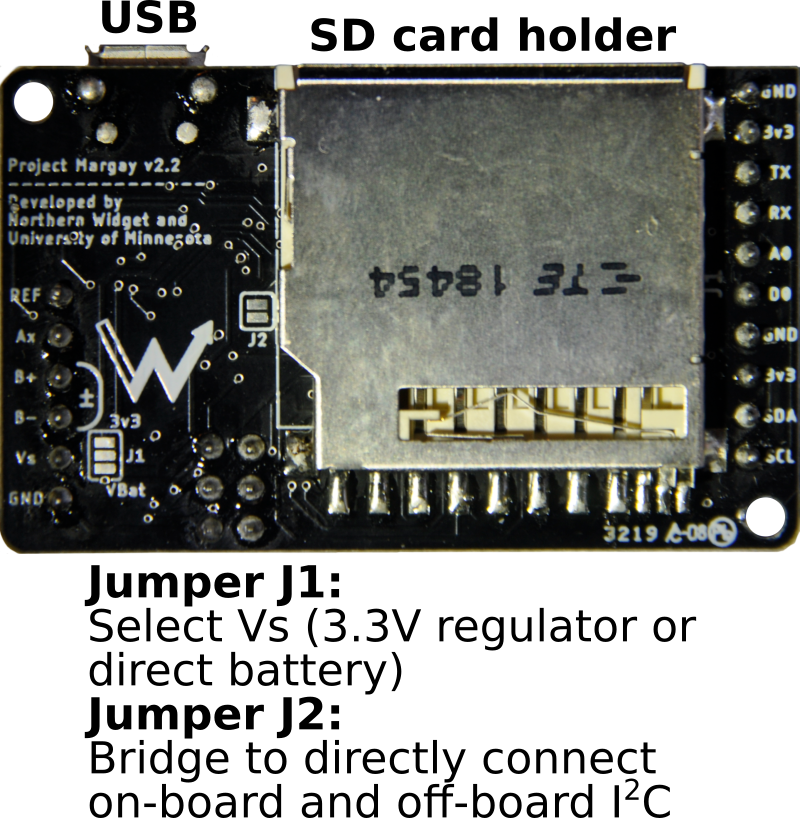 USB
SD card holder
Project Margay v2.2
Developed by
Northern Widget and
University of Minnesota
REF
Ax
B+
B-
±
3v3
Vs
J1
VBat
GND
J2
ETE 18454
GND
3v3
TX
RX
A0
D0
GND
3v3
SDA
SCL
3219
Jumper J1:
Select Vs (3.3V regulator or
direct battery)
Jumper J2:
Bridge to directly connect
on-board and off-board I²C